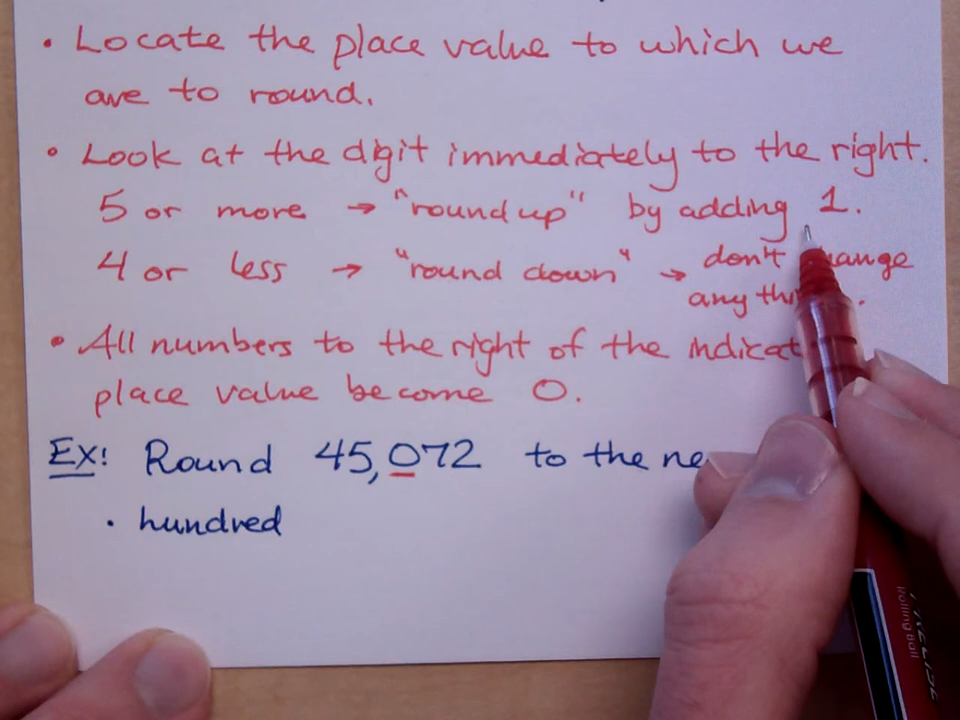 • Locate the place value to which we
are to round.
• Look at the digit immediately to the right.
5 or more → "round up" by adding 1.
4 or less → "round down" → don't
any
• All numbers to the right of the
place value become 0.
Ex: Round 45,072 to the
• hundred
Rolling Ball